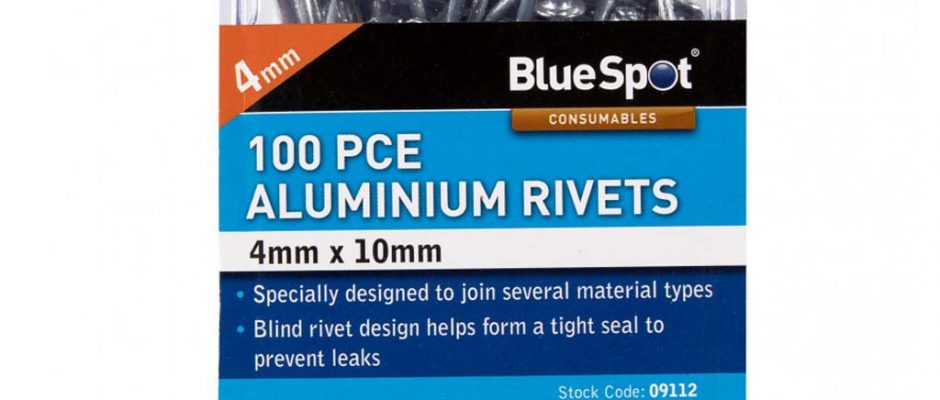 4mm
BlueSpot®
CONSUMABLES
100 PCE
ALUMINIUM RIVETS
4mm x 10mm
• Specially designed to join several material types
• Blind rivet design helps form a tight seal to
prevent leaks
Stock Code: 09112